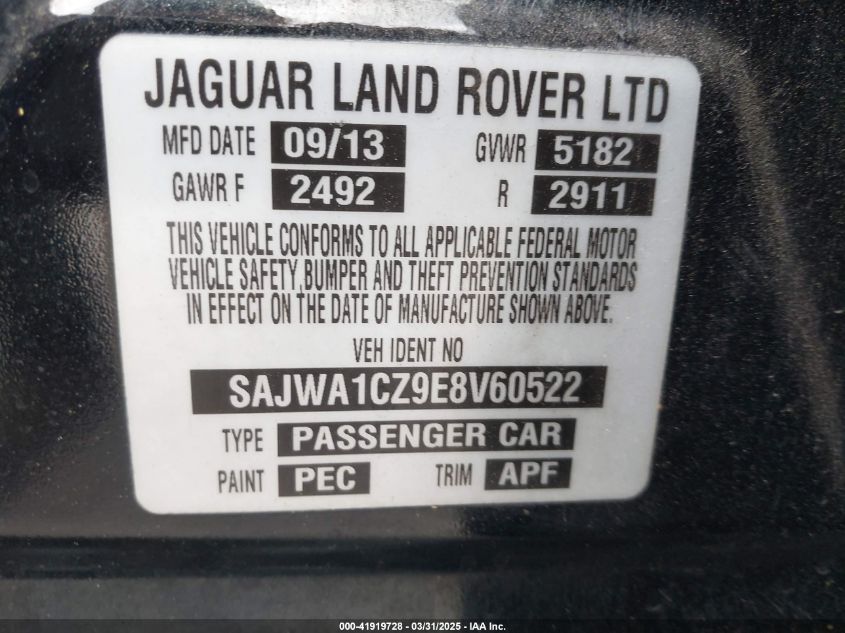 JAGUAR LAND ROVER LTD
MFD DATE 09/13 GVWR 5182
GAWR F 2492 R 2911
THIS VEHICLE CONFORMS TO ALL APPLICABLE FEDERAL MOTOR
VEHICLE SAFETY, BUMPER AND THEFT PREVENTION STANDARDS
IN EFFECT ON THE DATE OF MANUFACTURE SHOWN ABOVE.
VEH IDENT NO
SAJWA1CZ9E8V60522
TYPE PASSENGER CAR
PAINT PEC TRIM APF
000-41919728 - 03/31/2025 - IAA Inc.